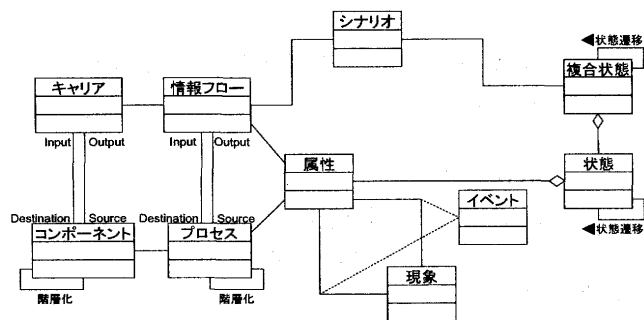 シナリオ
◀状態遷移
複合状態
キャリア
情報フロー
Input
Output
Input
Output
属性
状態
イベント
Destination
Source
Destination
Source
コンポーネント
プロセス
◀状態遷移
現象
階層化
階層化